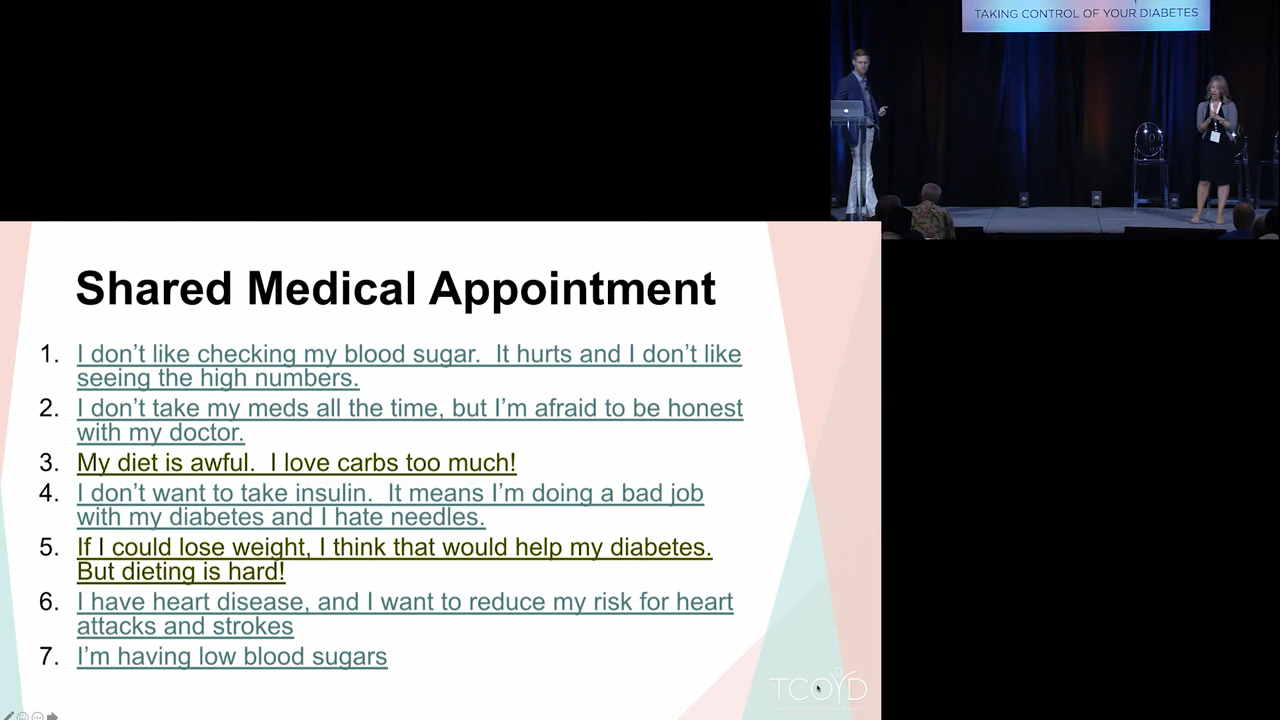 TAKING CONTROL OF YOUR DIABETES
Shared Medical Appointment
1. I don’t like checking my blood sugar.  It hurts and I don’t like
seeing the high numbers.
2. I don’t take my meds all the time, but I’m afraid to be honest
with my doctor.
3. My diet is awful.  I love carbs too much!
4. I don’t want to take insulin.  It means I’m doing a bad job
with my diabetes and I hate needles.
5. If I could lose weight, I think that would help my diabetes.
But dieting is hard!
6. I have heart disease, and I want to reduce my risk for heart
attacks and strokes
7. I’m having low blood sugars
TCOYD